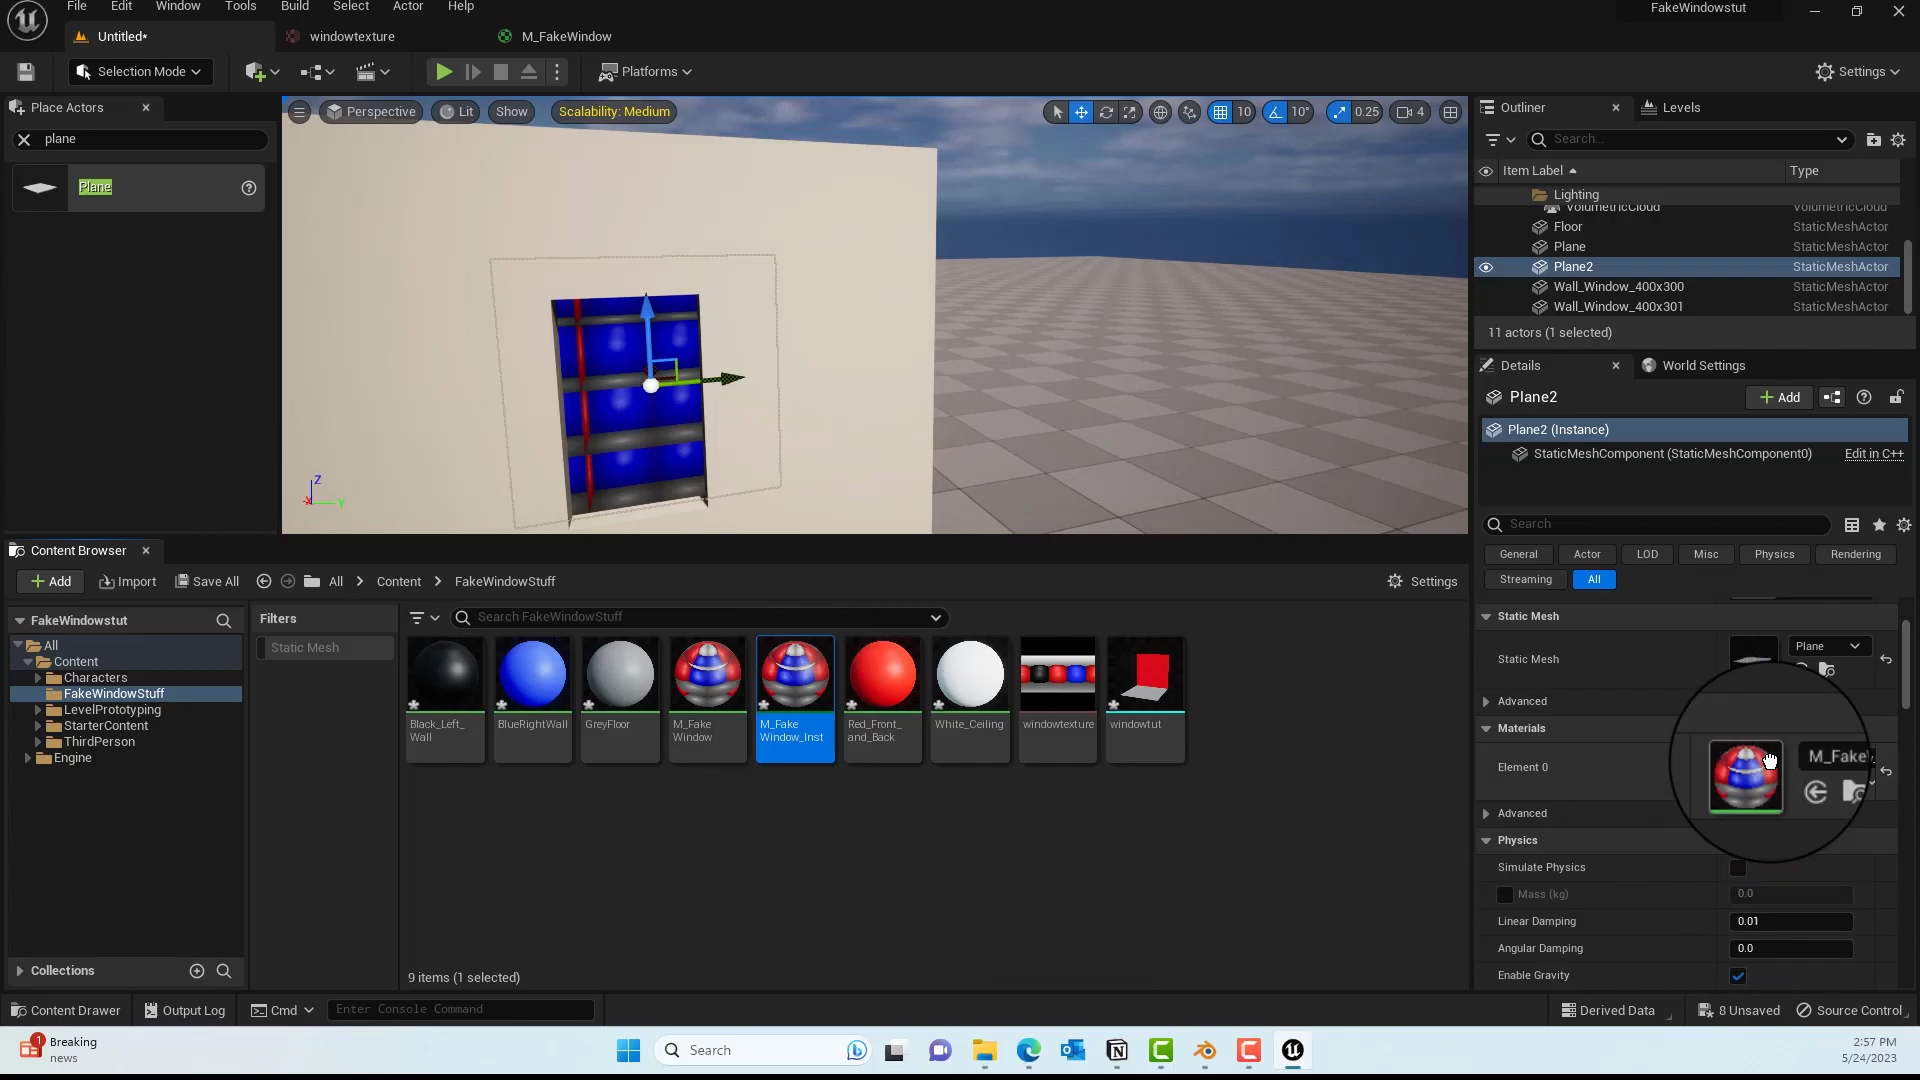 File Edit Window Tools Build Select Actor Help
FakeWindowstut
Untitled* windowtexture M_FakeWindow
Selection Mode Platforms Settings
Place Actors
plane
Plane
Perspective Lit Show Scalability: Medium
10 10° 0.25 4
Z
X Y
Outliner Levels
Search...
Item Label Type
Lighting
VolumetricCloud VolumetricCloud
Floor StaticMeshActor
Plane StaticMeshActor
Plane2 StaticMeshActor
Wall_Window_400x300 StaticMeshActor
Wall_Window_400x301 StaticMeshActor
11 actors (1 selected)
Details World Settings
Plane2 Add
Plane2 (Instance)
StaticMeshComponent (StaticMeshComponent0) Edit in C++
Search
General Actor LOD Misc Physics Rendering
Streaming All
Static Mesh
Static Mesh Plane
Advanced
Materials
Element 0 M_Fake
Advanced
Physics
Simulate Physics
Mass (kg) 0.0
Linear Damping 0.01
Angular Damping 0.0
Enable Gravity
Content Browser
Add Import Save All All Content FakeWindowStuff Settings
FakeWindowstut
All
Content
Characters
FakeWindowStuff
LevelPrototyping
StarterContent
ThirdPerson
Engine
Collections
Filters
Static Mesh
Search FakeWindowStuff
Black_Left_
Wall
BlueRightWall
GreyFloor
M_Fake
Window
M_Fake
Window_Inst
Red_Front_
and_Back
White_Ceiling
windowtexture
windowtut
9 items (1 selected)
Content Drawer Output Log Cmd Enter Console Command Derived Data 8 Unsaved Source Control
1
Breaking
news
Search
2:57 PM
5/24/2023